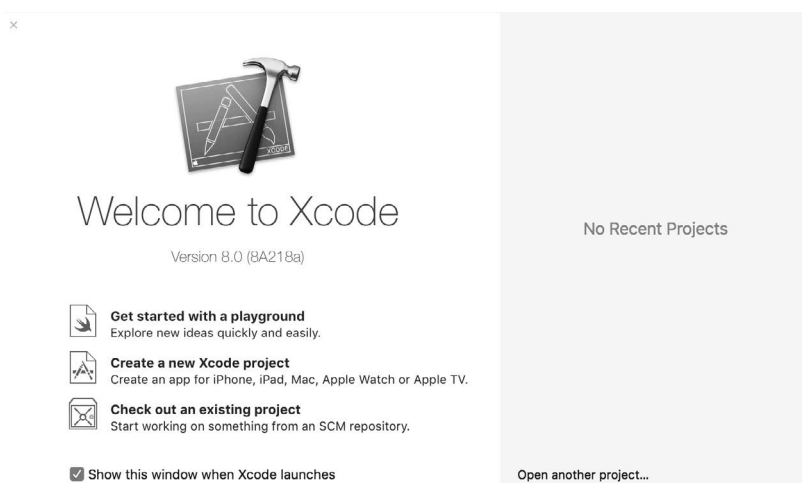 XCODE
Welcome to Xcode
Version 8.0 (8A218a)
Get started with a playground
Explore new ideas quickly and easily.
Create a new Xcode project
Create an app for iPhone, iPad, Mac, Apple Watch or Apple TV.
Check out an existing project
Start working on something from an SCM repository.
Show this window when Xcode launches
No Recent Projects
Open another project...